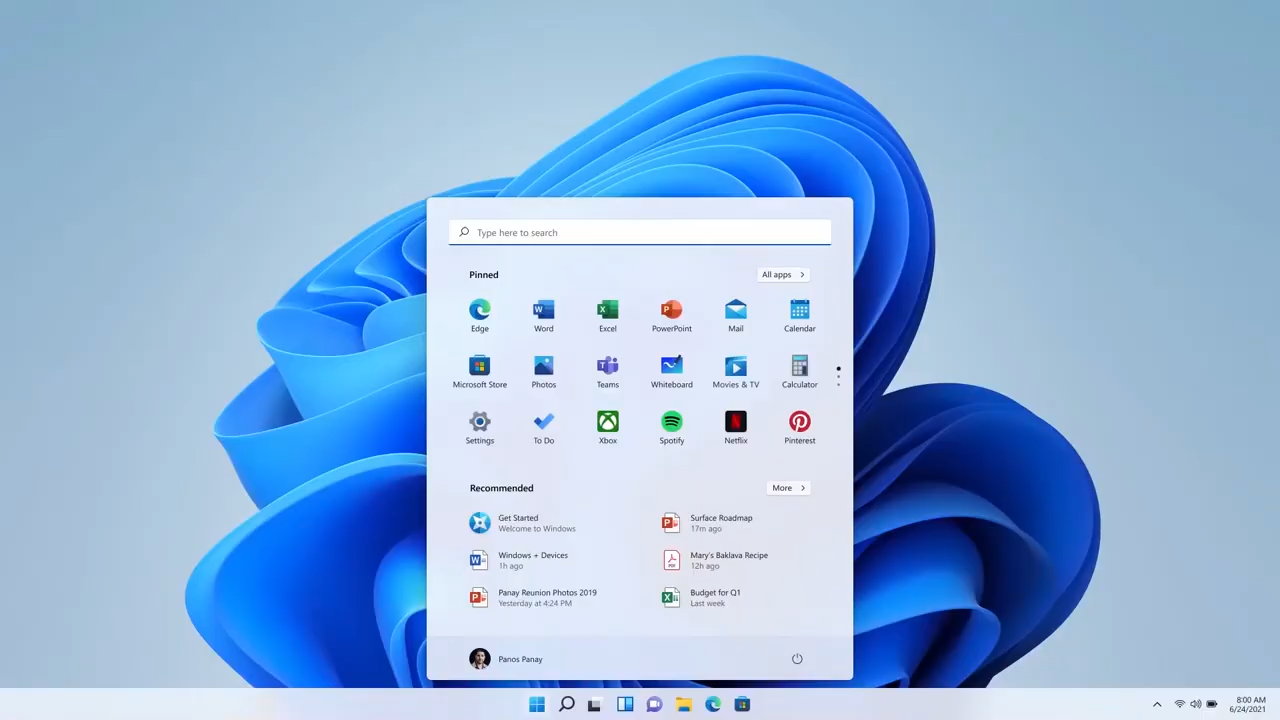 Type here to search
Pinned
All apps
Edge
Word
Excel
PowerPoint
Mail
Calendar
Microsoft Store
Photos
Teams
Whiteboard
Movies & TV
Calculator
Settings
To Do
Xbox
Spotify
Netflix
Pinterest
Recommended
More
Get Started
Welcome to Windows
Surface Roadmap
17m ago
Windows + Devices
1h ago
Mary's Baklava Recipe
12h ago
Panay Reunion Photos 2019
Yesterday at 4:24 PM
Budget for Q1
Last week
Panos Panay
8:00 AM
6/24/2021